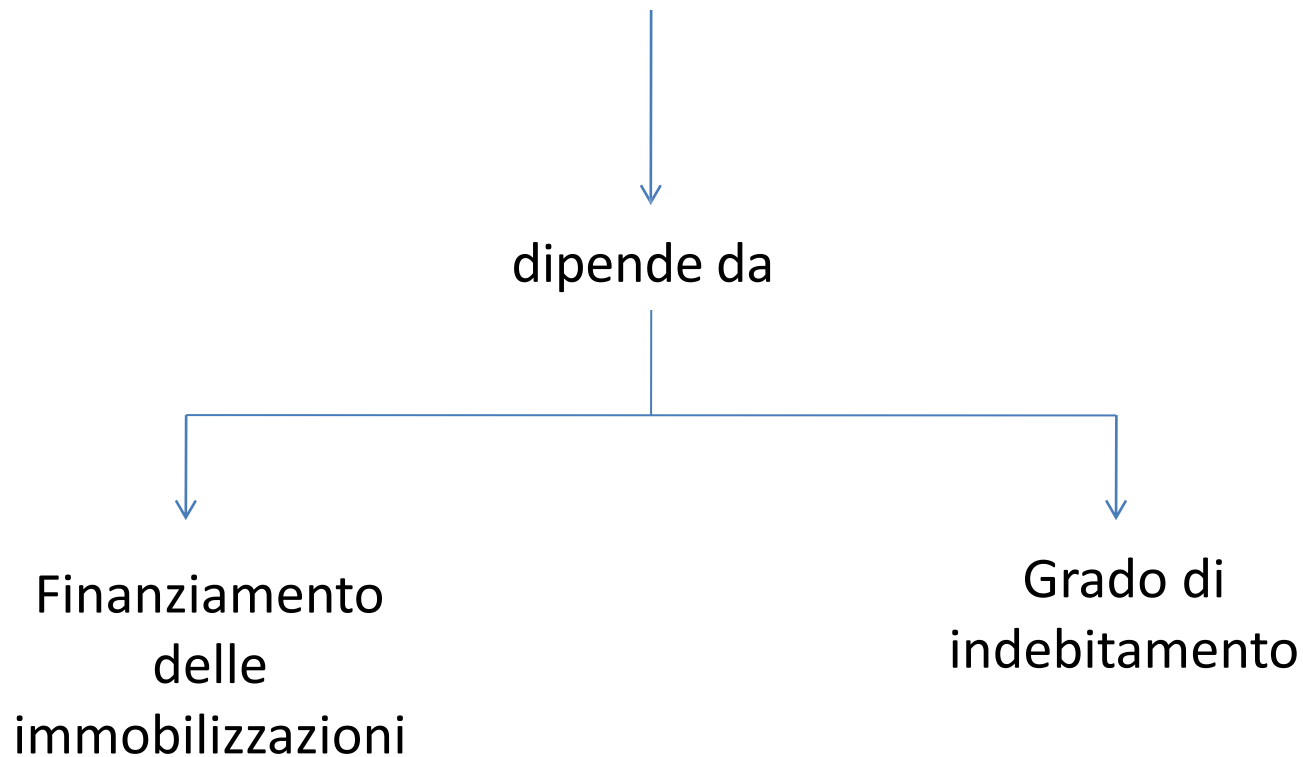 dipende da
Finanziamento
delle
immobilizzazioni
Grado di
indebitamento